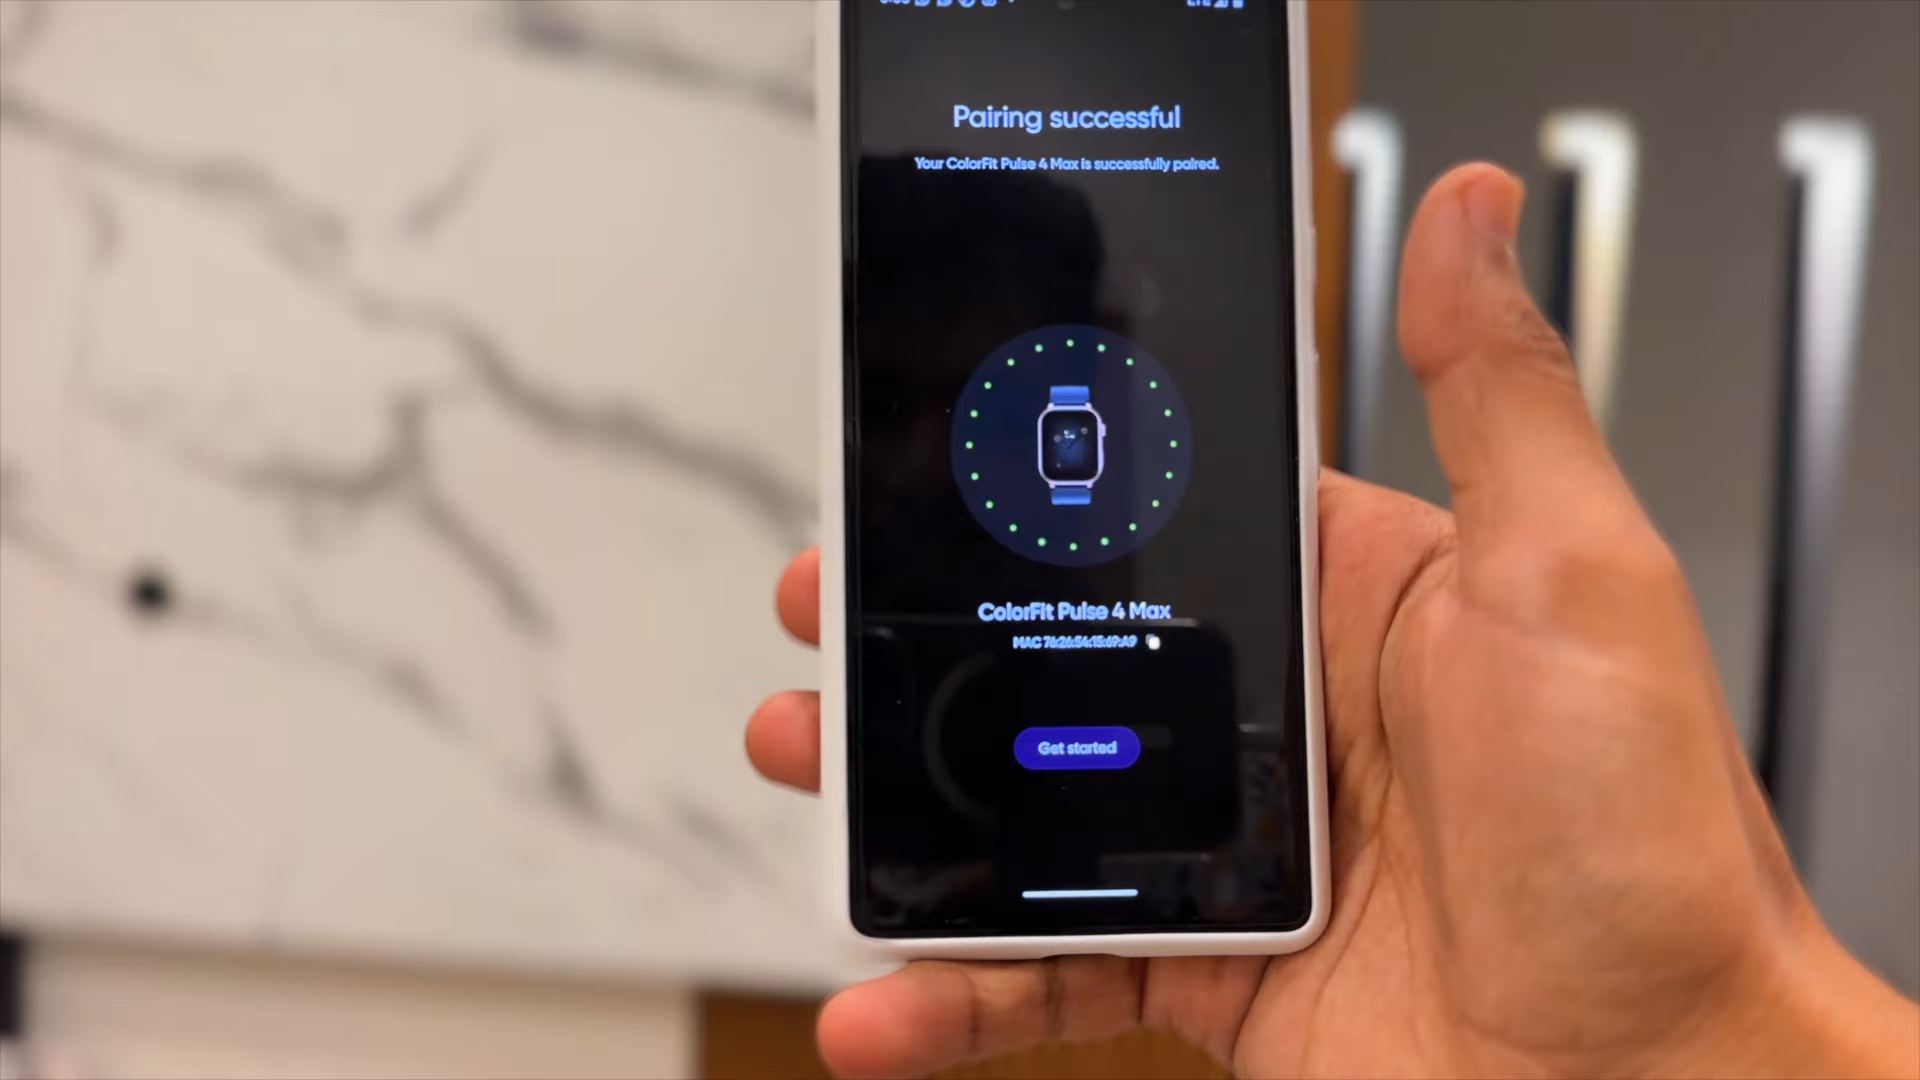 Pairing successful
Your ColorFit Pulse 4 Max is successfully paired.
ColorFit Pulse 4 Max
MAC 76:26:54:15:69:A9
Get started